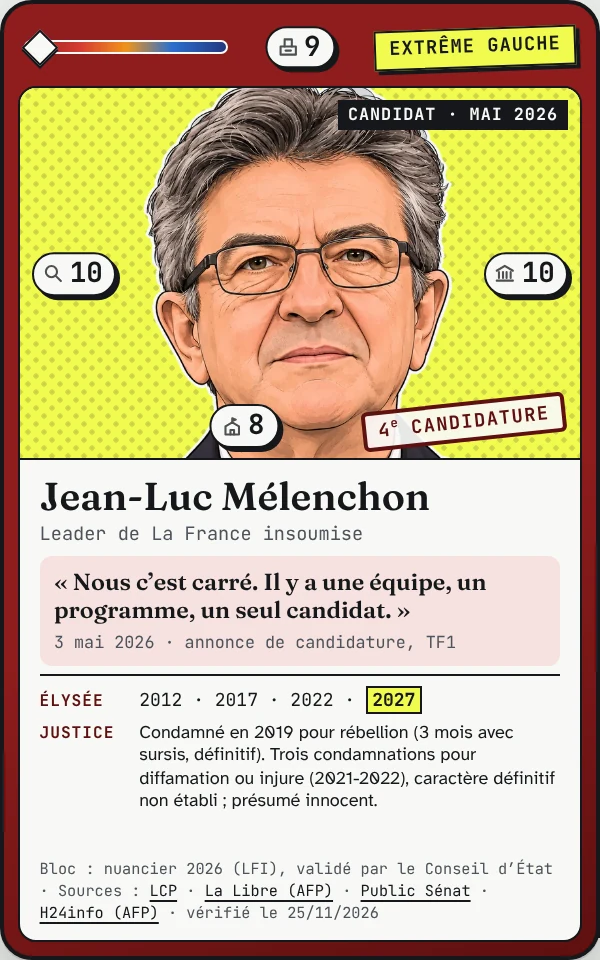 9
EXTRÊME GAUCHE
CANDIDAT · MAI 2026
10
10
8
4e CANDIDATURE
Jean-Luc Mélenchon
Leader de La France insoumise
« Nous c’est carré. Il y a une équipe, un
programme, un seul candidat. »
3 mai 2026 · annonce de candidature, TF1
ÉLYSÉE 2012 · 2017 · 2022 · 2027
JUSTICE Condamné en 2019 pour rébellion (3 mois avec
sursis, définitif). Trois condamnations pour
diffamation ou injure (2021-2022), caractère définitif
non établi ; présumé innocent.
Bloc : nuancier 2026 (LFI), validé par le Conseil d’État
· Sources : LCP · La Libre (AFP) · Public Sénat ·
H24info (AFP) · vérifié le 25/11/2026